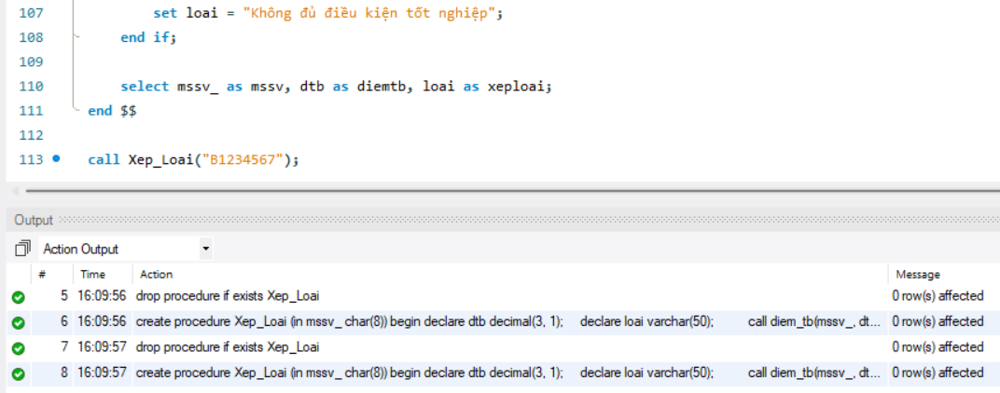 107 set loai = "Không đủ điều kiện tốt nghiệp";
108 end if;
109
110 select mssv_ as mssv, dtb as diemtb, loai as xeploai;
111 end $$
112
113 call Xep_Loai("B1234567");
Output
Action Output
# Time Action Message
5 16:09:56 drop procedure if exists Xep_Loai 0 row(s) affected
6 16:09:56 create procedure Xep_Loai (in mssv_ char(8)) begin declare dtb decimal(3, 1); declare loai varchar(50); call diem_tb(mssv_, dt... 0 row(s) affected
7 16:09:57 drop procedure if exists Xep_Loai 0 row(s) affected
8 16:09:57 create procedure Xep_Loai (in mssv_ char(8)) begin declare dtb decimal(3, 1); declare loai varchar(50); call diem_tb(mssv_, dt... 0 row(s) affected